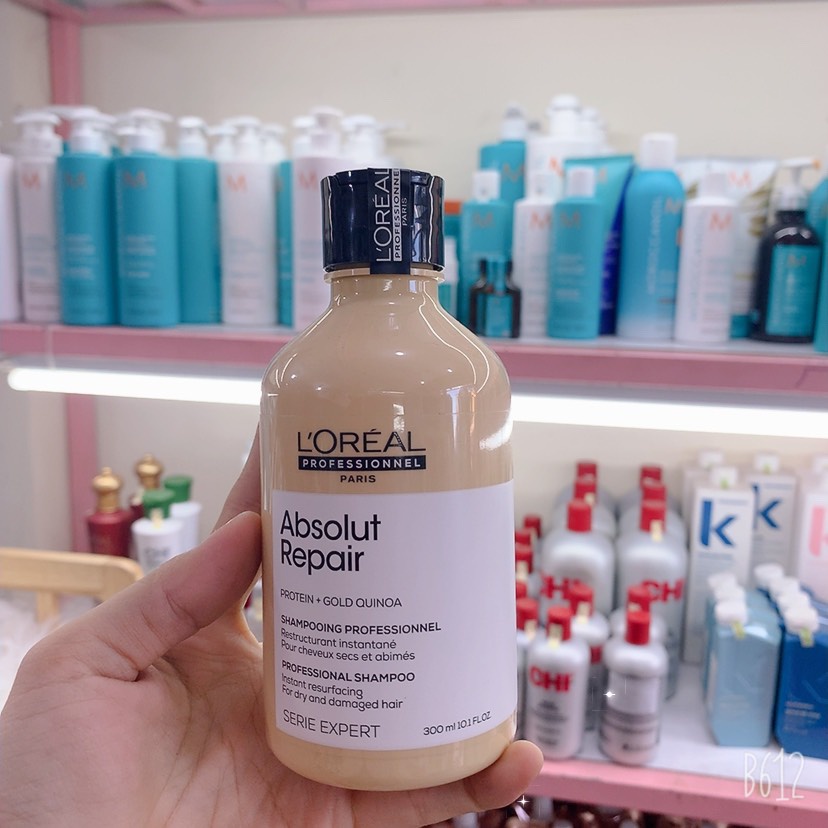 L'ORÉAL
PROFESSIONNEL
PARIS
L'ORÉAL
PROFESSIONNEL
PARIS
Absolut
Repair
PROTEIN + GOLD QUINOA
SHAMPOOING PROFESSIONNEL
Restructurant instantané
Pour cheveux secs et abîmés
PROFESSIONAL SHAMPOO
Instant resurfacing
For dry and damaged hair
SERIE EXPERT
300 ml 10.1 FL.OZ.
CHI
CHI
CHI
B612